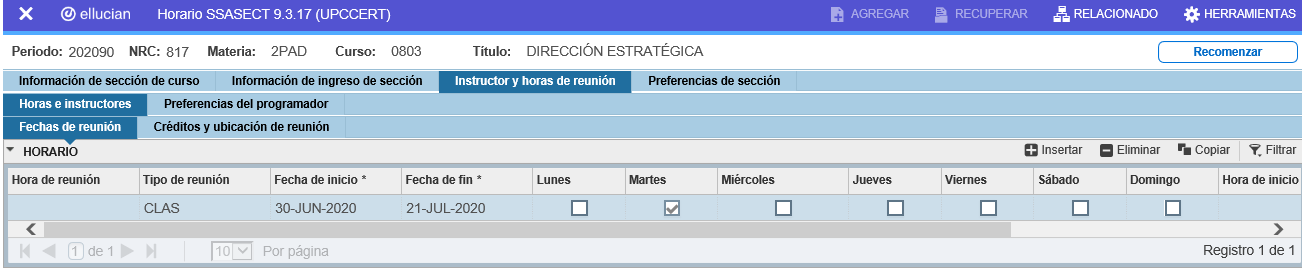 ellucian Horario SSASECT 9.3.17 (UPCCERT) AGREGAR RECUPERAR RELACIONADO HERRAMIENTAS
Periodo: 202090 NRC: 817 Materia: 2PAD Curso: 0803 Título: DIRECCIÓN ESTRATÉGICA Recomenzar
Información de sección de curso Información de ingreso de sección Instructor y horas de reunión Preferencias de sección
Horas e instructores Preferencias del programador
Fechas de reunión Créditos y ubicación de reunión
HORARIO Insertar Eliminar Copiar Filtrar
Hora de reunión Tipo de reunión Fecha de inicio * Fecha de fin * Lunes Martes Miércoles Jueves Viernes Sábado Domingo Hora de inicio
CLAS 30-JUN-2020 21-JUL-2020
1 de 1 10 Por página Registro 1 de 1